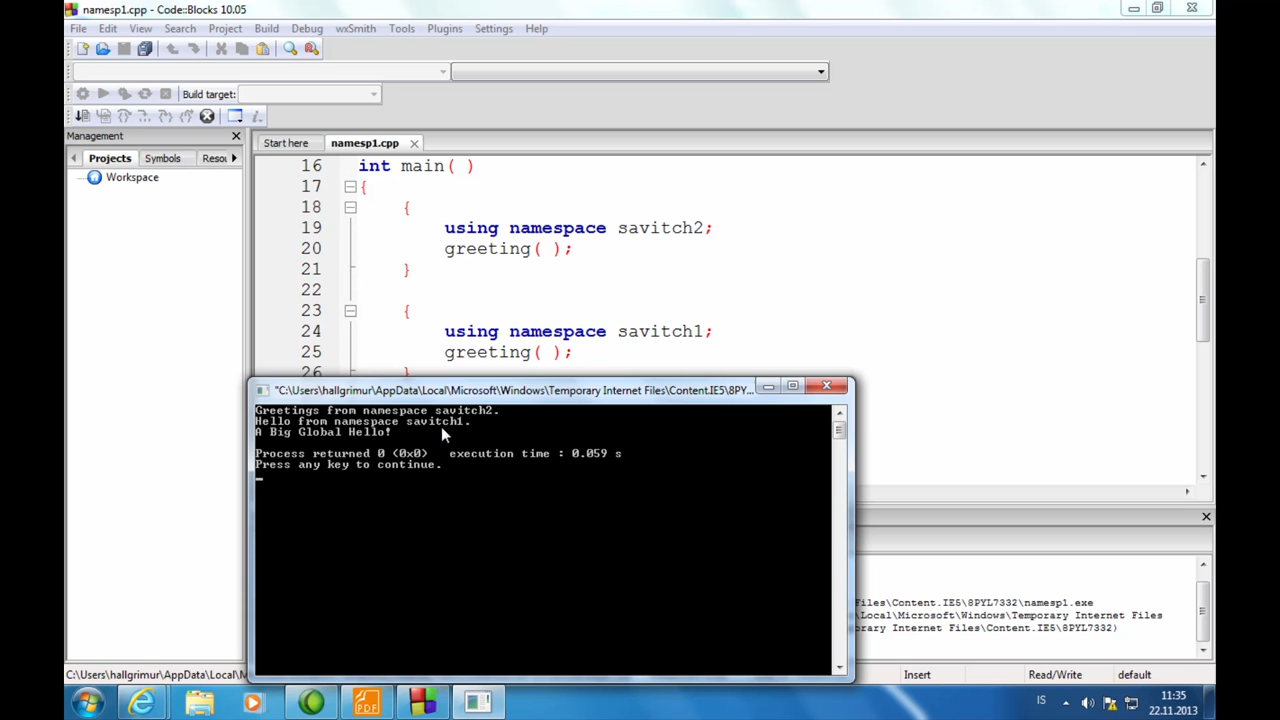 namesp1.cpp - Code::Blocks 10.05
File Edit View Search Project Build Debug wxSmith Tools Plugins Settings Help
Build target:
Management
Projects Symbols Resou
Workspace
Start here namesp1.cpp
16 int main( )
17 {
18 {
19 using namespace savitch2;
20 greeting( );
21 }
22
23 {
24 using namespace savitch1;
25 greeting( );
26 }
"C:\Users\hallgrimur\AppData\Local\Microsoft\Windows\Temporary Internet Files\Content.IE5\8PY...
Greetings from namespace savitch2.
Hello from namespace savitch1.
A Big Global Hello!
Process returned 0 (0x0) execution time : 0.059 s
Press any key to continue.
Files\Content.IE5\8PYL7332\namesp1.exe
\Local\Microsoft\Windows\Temporary Internet Files
rary Internet Files\Content.IE5\8PYL7332)
C:\Users\hallgrimur\AppData\Local\M
Insert Read/Write default
PDF
IS 11:35
22.11.2013